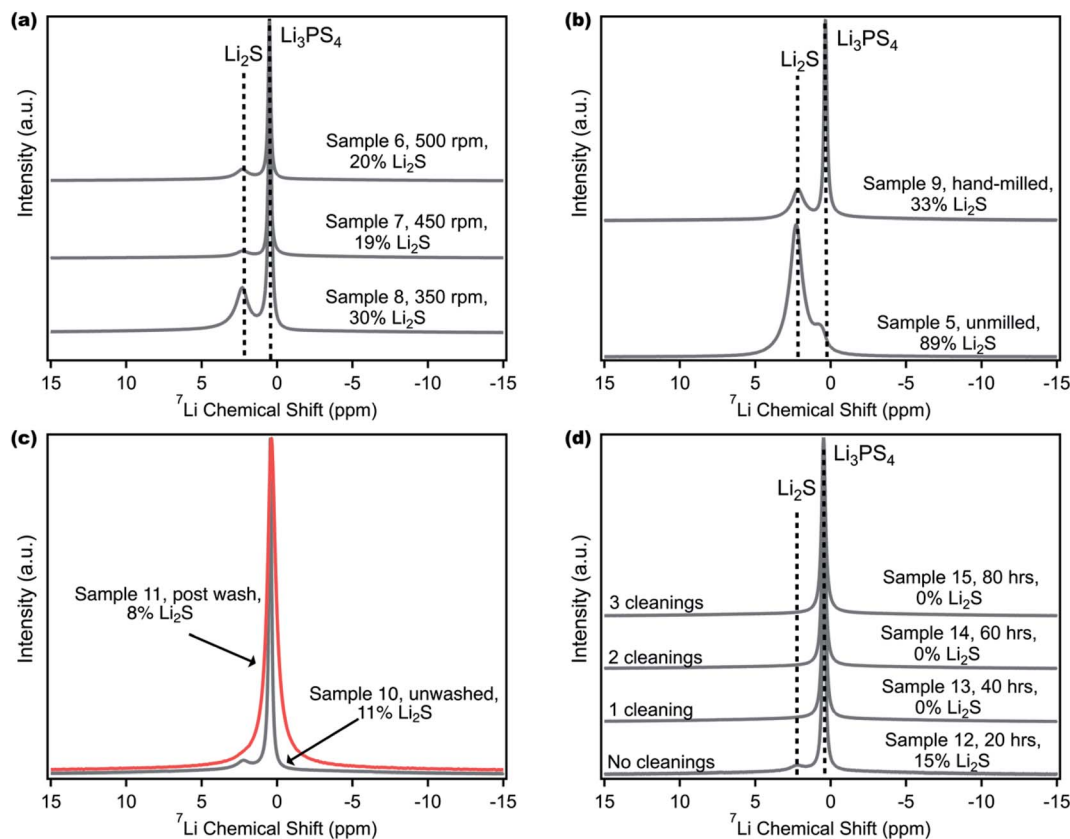 (a)
Li₃PS₄
Li₂S
Intensity (a.u.)
Sample 6, 500 rpm,
20% Li₂S
Sample 7, 450 rpm,
19% Li₂S
Sample 8, 350 rpm,
30% Li₂S
15 10 5 0 -5 -10 -15
⁷Li Chemical Shift (ppm)
(b)
Li₃PS₄
Li₂S
Intensity (a.u.)
Sample 9, hand-milled,
33% Li₂S
Sample 5, unmilled,
89% Li₂S
15 10 5 0 -5 -10 -15
⁷Li Chemical Shift (ppm)
(c)
Intensity (a.u.)
Sample 11, post wash,
8% Li₂S
Sample 10, unwashed,
11% Li₂S
15 10 5 0 -5 -10 -15
⁷Li Chemical Shift (ppm)
(d)
Li₃PS₄
Li₂S
Intensity (a.u.)
3 cleanings
Sample 15, 80 hrs,
0% Li₂S
2 cleanings
Sample 14, 60 hrs,
0% Li₂S
1 cleaning
Sample 13, 40 hrs,
0% Li₂S
No cleanings
Sample 12, 20 hrs,
15% Li₂S
15 10 5 0 -5 -10 -15
⁷Li Chemical Shift (ppm)